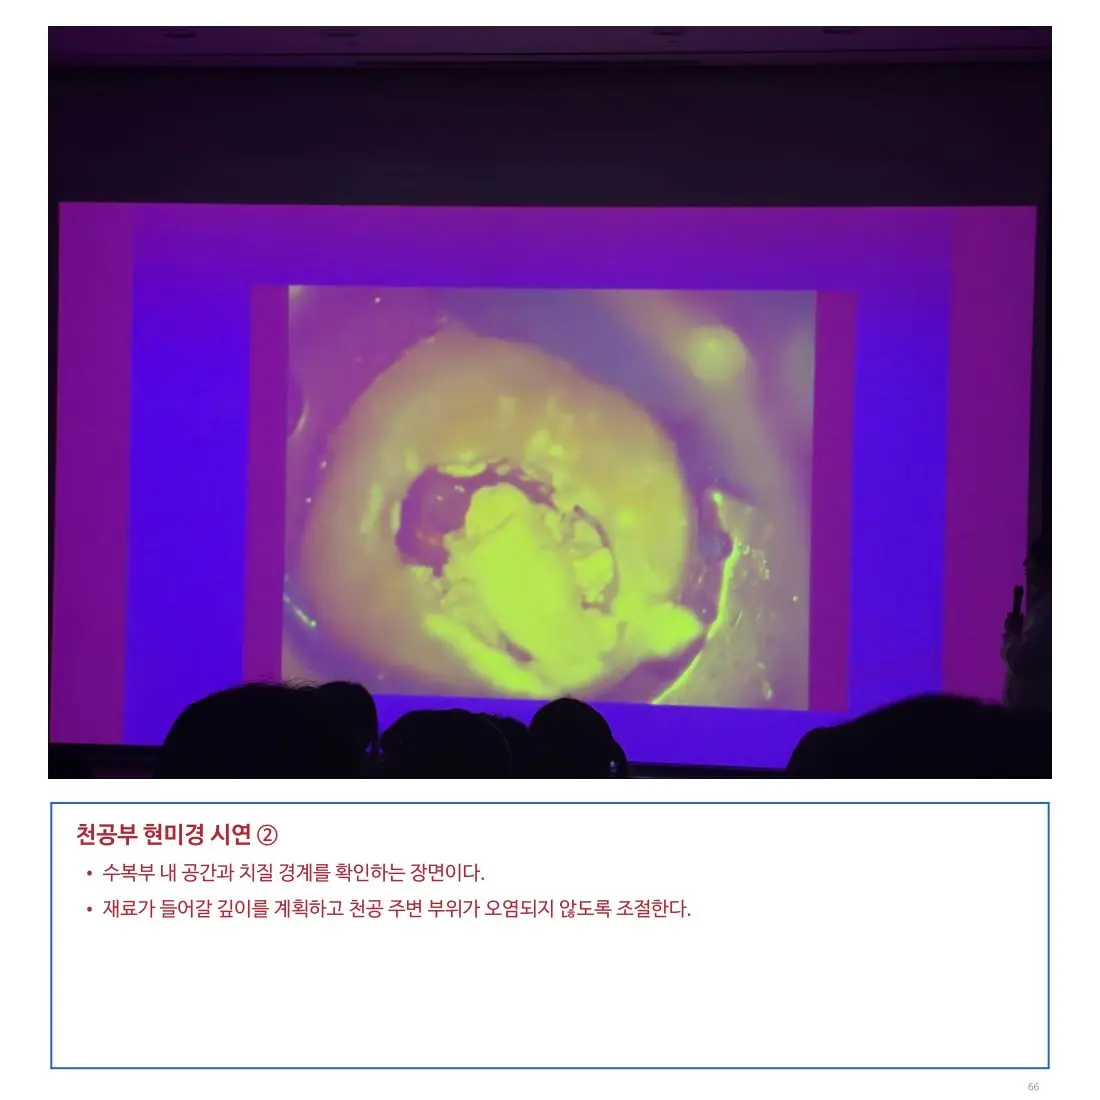 천공부 현미경 시연 ②
• 수복부 내 공간과 치질 경계를 확인하는 장면이다.
• 재료가 들어갈 깊이를 계획하고 천공 주변 부위가 오염되지 않도록 조절한다.
66